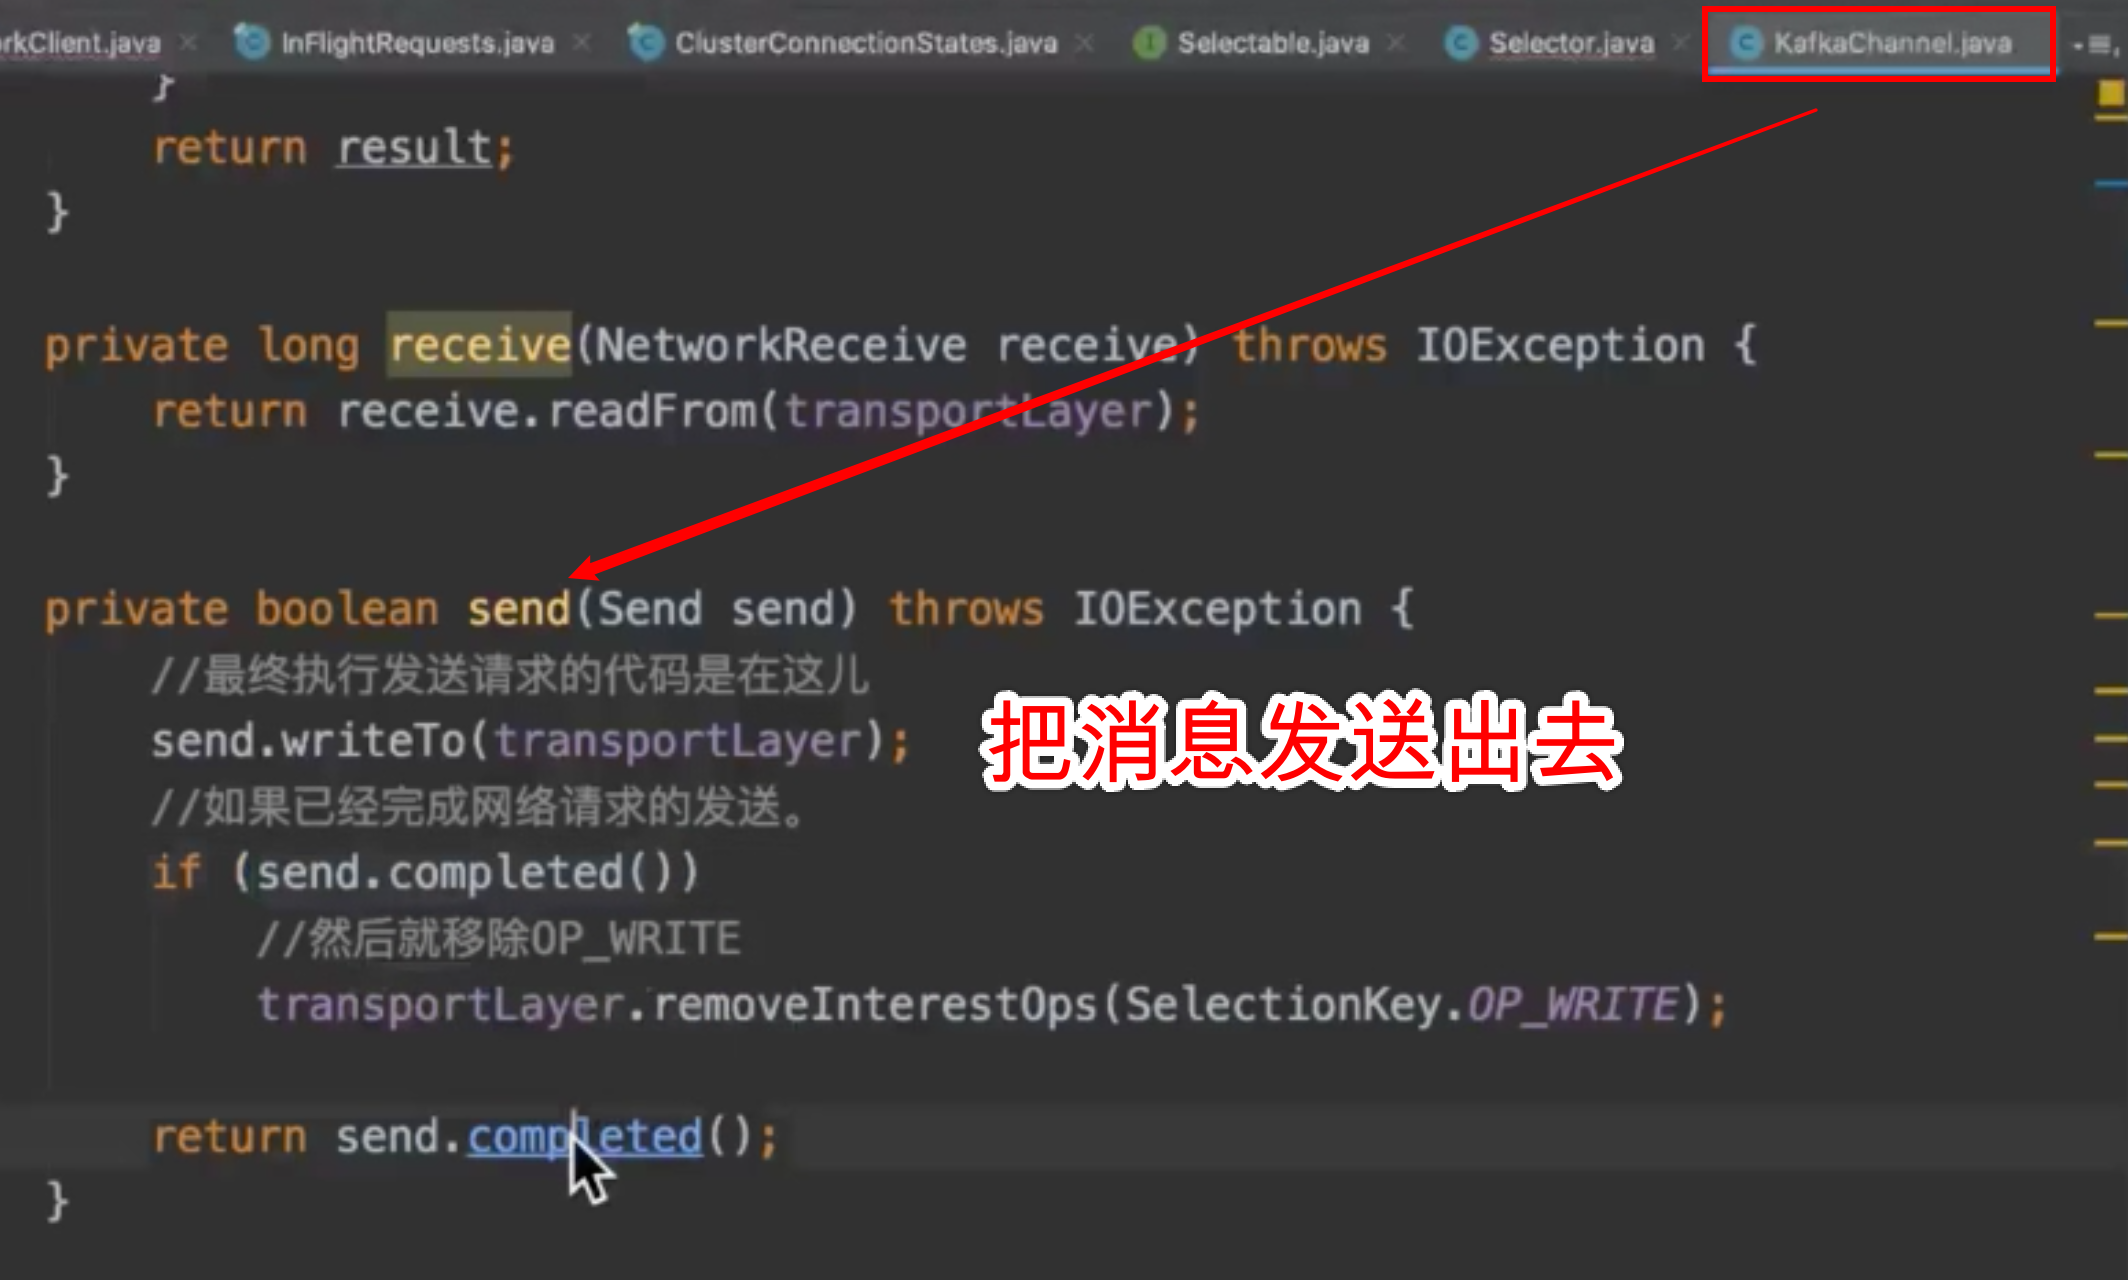 rkClient.java InFlightRequests.java ClusterConnectionStates.java Selectable.java Selector.java KafkaChannel.java
}
return result;
}
private long receive(NetworkReceive receive) throws IOException {
return receive.readFrom(transportLayer);
}
private boolean send(Send send) throws IOException {
//最终执行发送请求的代码是在这儿
send.writeTo(transportLayer);
把消息发送出去
//如果已经完成网络请求的发送。
if (send.completed())
//然后就移除OP_WRITE
transportLayer.removeInterestOps(SelectionKey.OP_WRITE);
return send.completed();
}